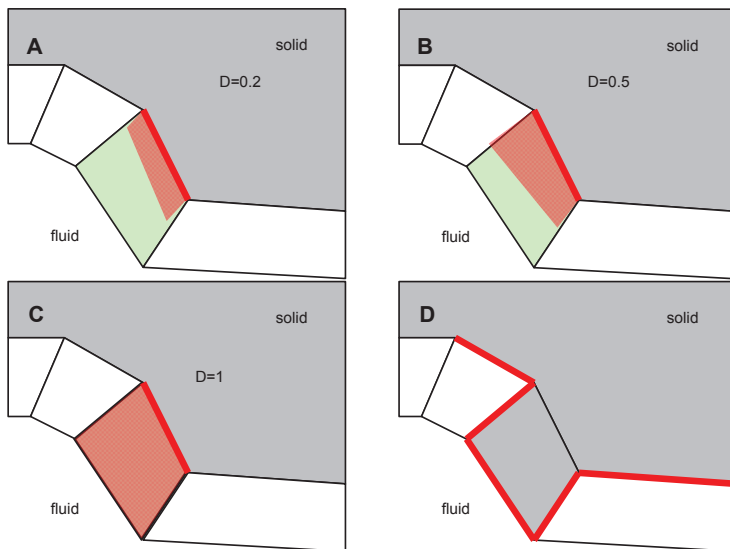 A
solid
D=0.2
fluid
B
solid
D=0.5
fluid
C
solid
D=1
fluid
D
solid
fluid